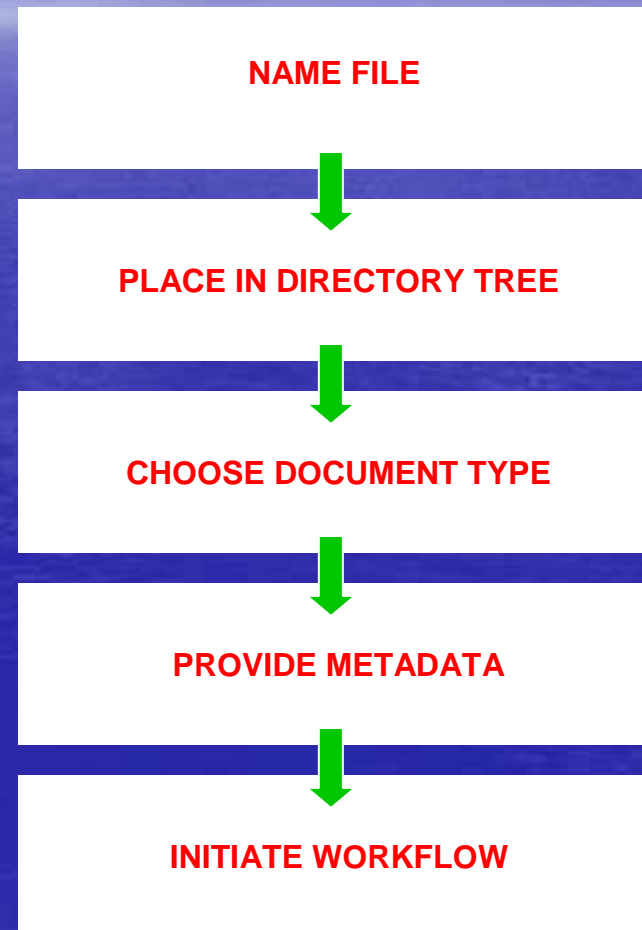 NAME FILE
PLACE IN DIRECTORY TREE
CHOOSE DOCUMENT TYPE
PROVIDE METADATA
INITIATE WORKFLOW